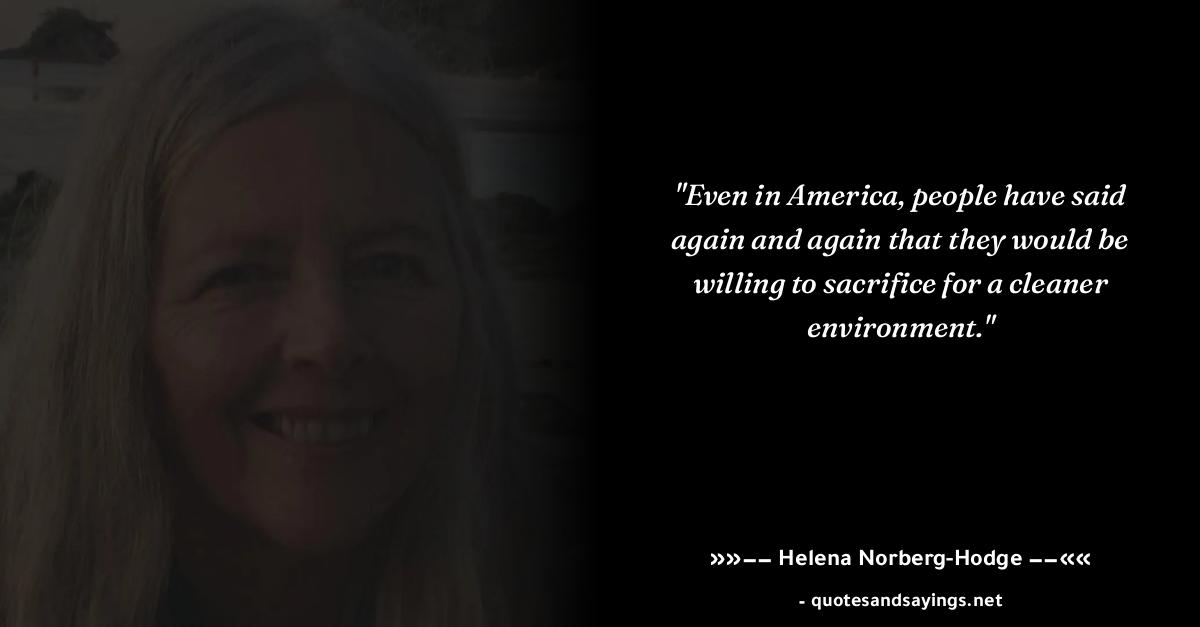 "Even in America, people have said
again and again that they would be
willing to sacrifice for a cleaner
environment."
»»–– Helena Norberg-Hodge ––««
- quotesandsayings.net